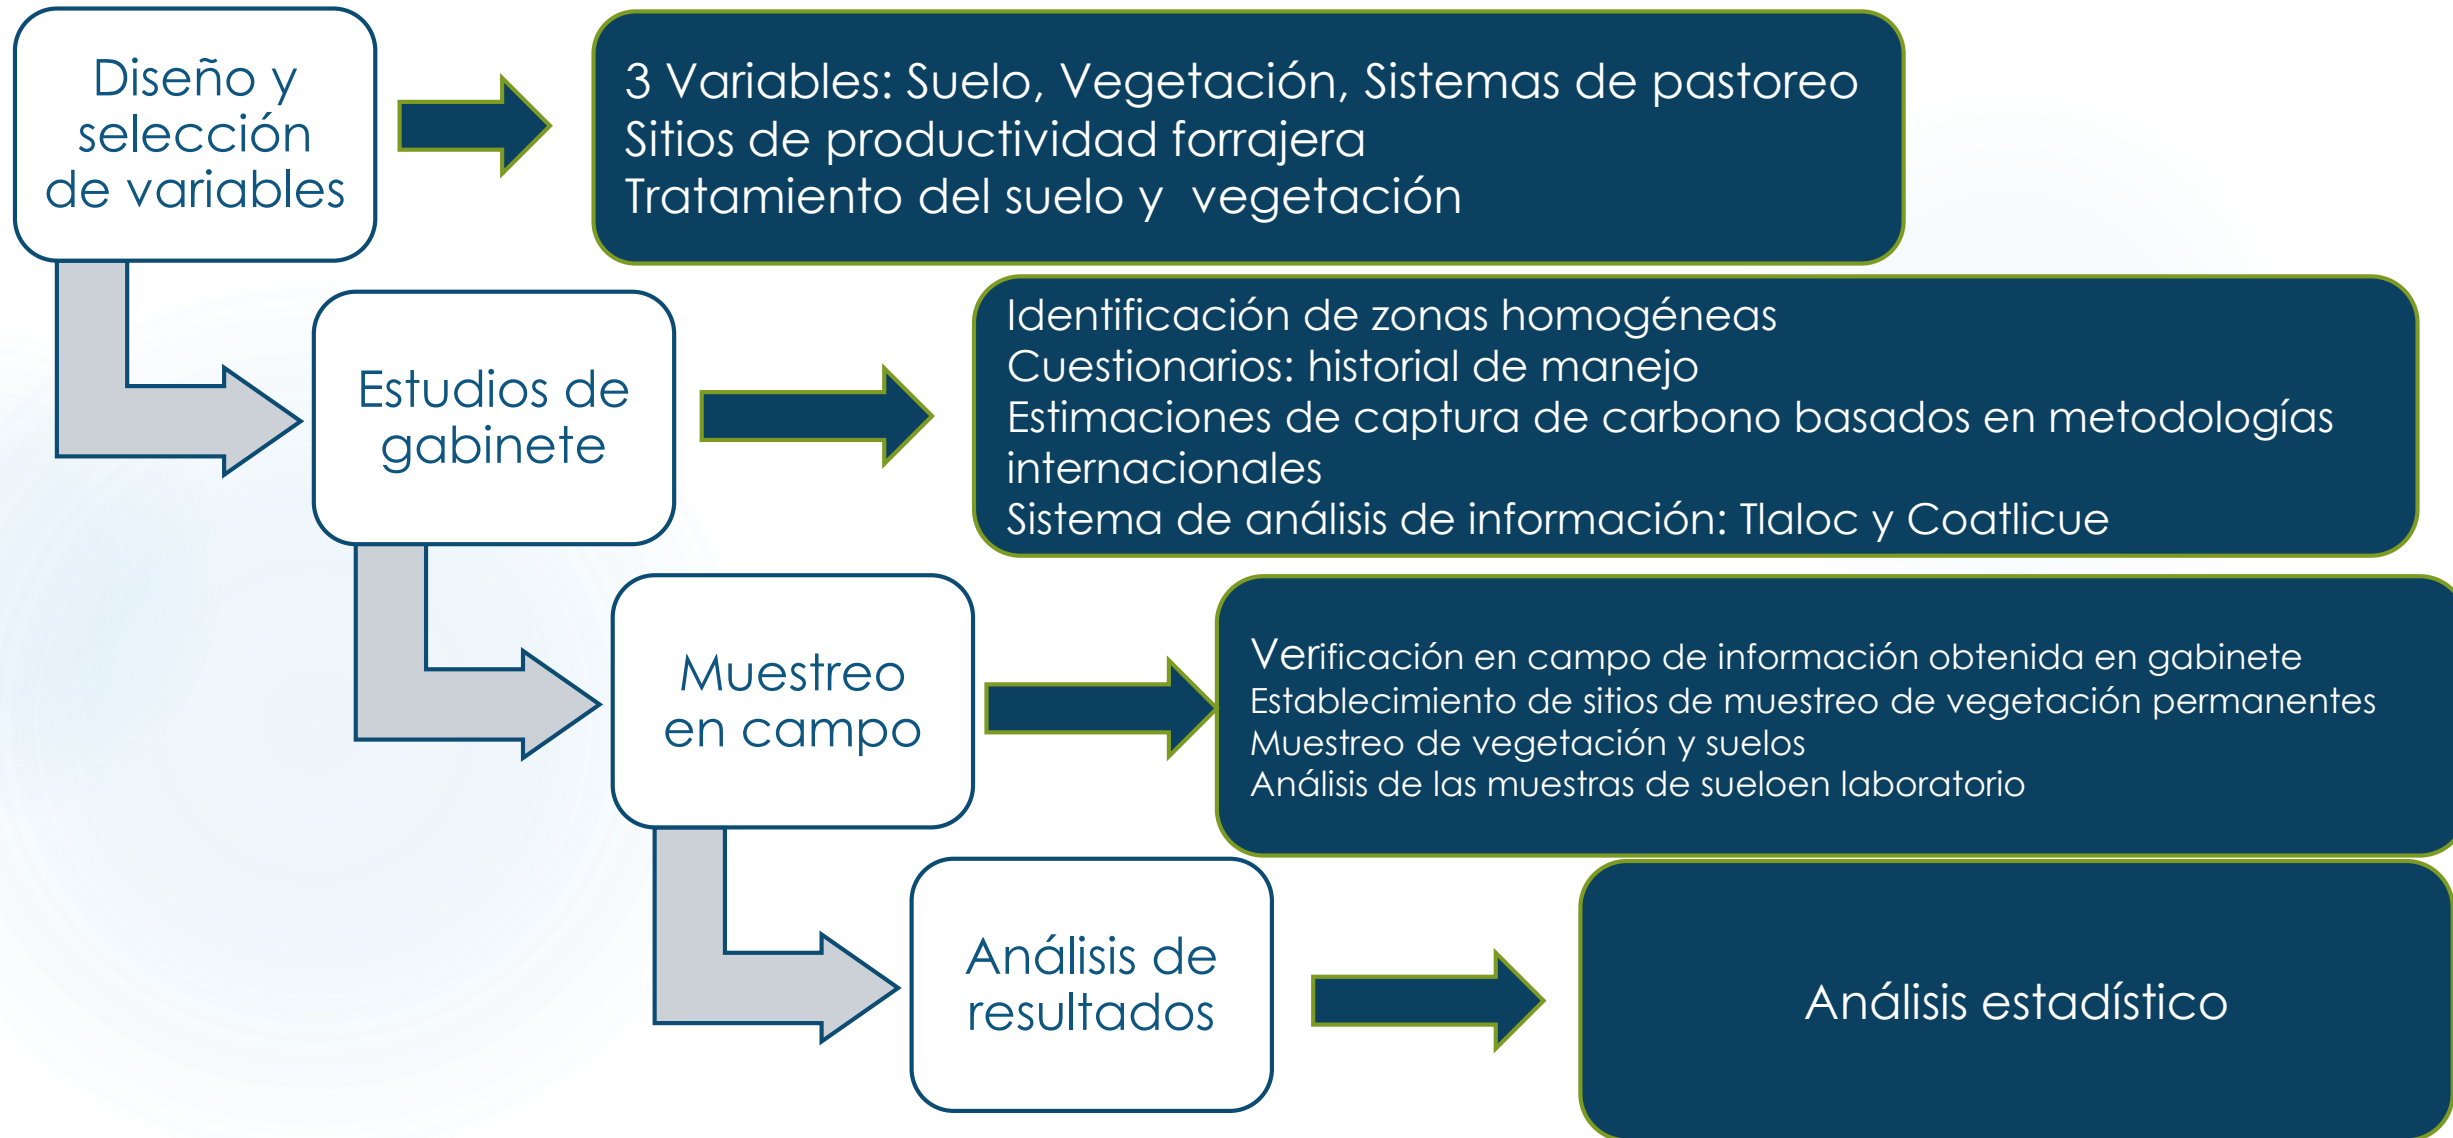 Diseño y
selección
de variables
3 Variables: Suelo, Vegetación, Sistemas de pastoreo
Sitios de productividad forrajera
Tratamiento del suelo y  vegetación
Estudios de
gabinete
Identificación de zonas homogéneas
Cuestionarios: historial de manejo
Estimaciones de captura de carbono basados en metodologías
internacionales
Sistema de análisis de información: Tlaloc y Coatlicue
Muestreo
en campo
Verificación en campo de información obtenida en gabinete
Establecimiento de sitios de muestreo de vegetación permanentes
Muestreo de vegetación y suelos
Análisis de las muestras de sueloen laboratorio
Análisis de
resultados
Análisis estadístico